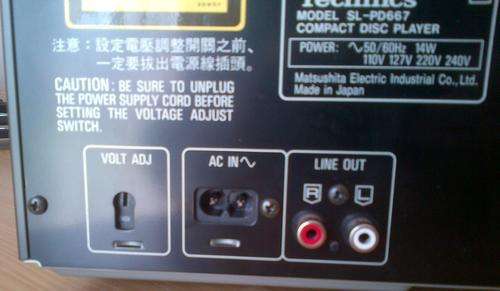 Technics
MODEL SL-PD667
COMPACT DISC PLAYER
POWER: ∿50/60Hz 14W
110V 127V 220V 240V
Matsushita Electric Industrial Co., Ltd.
Made in Japan
注意：設定電壓調整開關之前、
一定要拔出電源線插頭。
CAUTION: BE SURE TO UNPLUG
THE POWER SUPPLY CORD BEFORE
SETTING THE VOLTAGE ADJUST
SWITCH.
VOLT ADJ
AC IN∿
LINE OUT
R
L